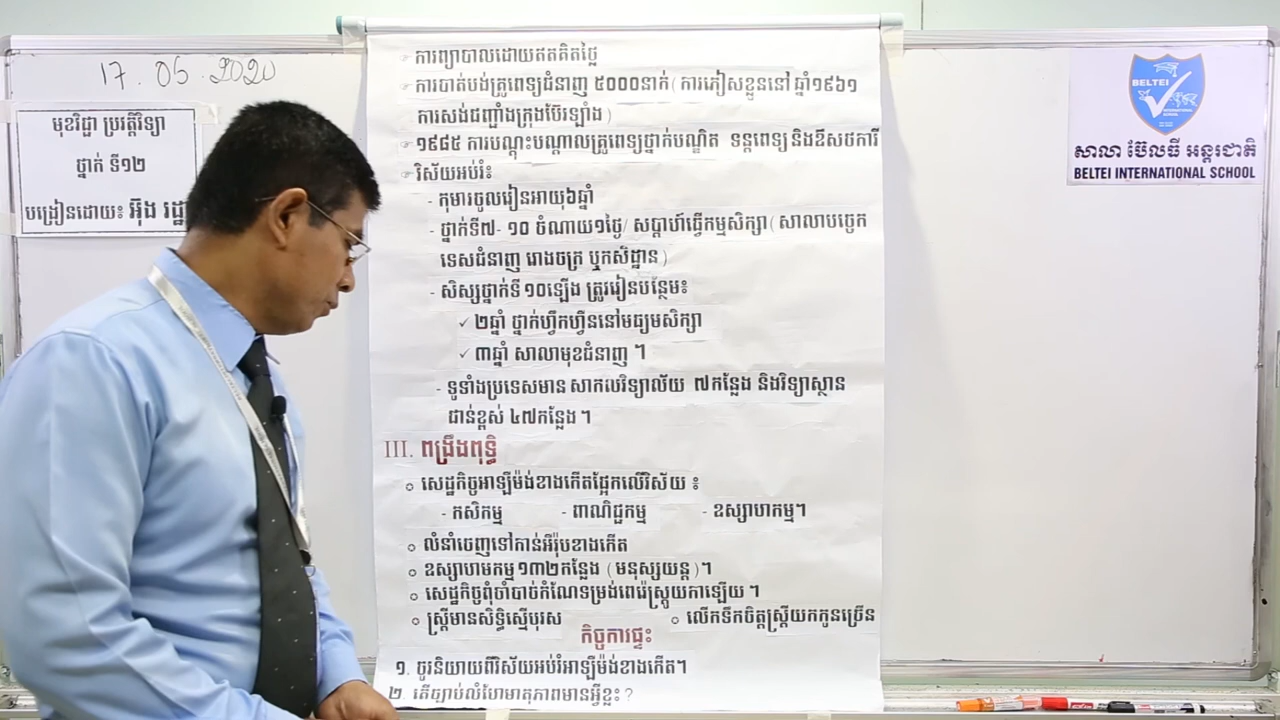 17.05.2020
មុខវិជ្ជា ប្រវត្តិវិទ្យា
ថ្នាក់ ទី១២
បង្រៀនដោយ៖ អ៊ុង រដ្ឋ
ការព្យាបាលដោយឥតគិតថ្លៃ
ការបាត់បង់គ្រូពេទ្យជំនាញ ៥០០០នាក់ ( ការភៀសខ្លួននៅ ឆ្នាំ១៩៦១
ការសង់ជញ្ជាំងក្រុងប៊ែរឡាំង )
១៩៨៥ ការបណ្តុះបណ្តាលគ្រូពេទ្យថ្នាក់បណ្ឌិត ទន្តពេទ្យ និងឱសថការី
វិស័យអប់រំ៖
- កុមារចូលរៀនអាយុ៦ឆ្នាំ
- ថ្នាក់ទី៧- ១០ ចំណាយ១ថ្ងៃ/ សប្តាហ៍ធ្វើកម្មសិក្សា ( សាលាបច្ចេក
ទេសជំនាញ រោងចក្រ ឬកសិដ្ឋាន )
- សិស្សថ្នាក់ទី ១០ឡើង ត្រូវរៀនបន្ថែម៖
✓ ២ឆ្នាំ ថ្នាក់ហ្វឹកហ្វឺននៅមធ្យមសិក្សា
✓ ៣ឆ្នាំ សាលាមុខជំនាញ ។
- ទូទាំងប្រទេសមាន សាកលវិទ្យាល័យ ៧កន្លែង និងវិទ្យាស្ថាន
ជាន់ខ្ពស់ ៤៧កន្លែង ។
III. ពង្រឹងពុទ្ធិ
សេដ្ឋកិច្ចអាឡឺម៉ង់ខាងកើតផ្អែកលើវិស័យ ៖
- កសិកម្ម - ពាណិជ្ជកម្ម - ឧស្សាហកម្ម។
លំនាំចេញទៅកាន់អឺរ៉ុបខាងកើត
ឧស្សាហមកម្ម ១៣២កន្លែង ( មនុស្សយន្ត )។
សេដ្ឋកិច្ចពុំចាំបាច់កំណែទម្រង់ពេរ៉េស្ត្រូយកាឡើយ ។
ស្ត្រីមានសិទ្ធិស្មើបុរស លើកទឹកចិត្តស្ត្រីយកកូនច្រើន
កិច្ចការផ្ទះ
១. ចូរនិយាយពីវិស័យអប់រំអាឡឺម៉ង់ខាងកើត។
២. តើច្បាប់លំហែមាតុភាពមានអ្វីខ្លះ ?
BELTEI
INTERNATIONAL
SCHOOL
សាលា ប៊ែលធី អន្តរជាតិ
BELTEI INTERNATIONAL SCHOOL